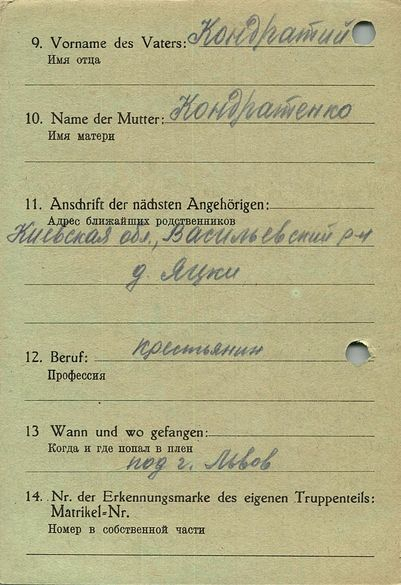 9. Vorname des Vaters: Кондратий
Имя отца
10. Name der Mutter: Кондратенко
Имя матери
11. Anschrift der nächsten Angehörigen:
Адрес ближайших родственников
Киевская обл., Васильевский р-н
д. Яцки
12. Beruf: крестьянин
Профессия
13 Wann und wo gefangen:
Когда и где попал в плен
под г. Львов
14. Nr. der Erkennungsmarke des eigenen Truppenteils:
Matrikel-Nr.
Номер в собственной части